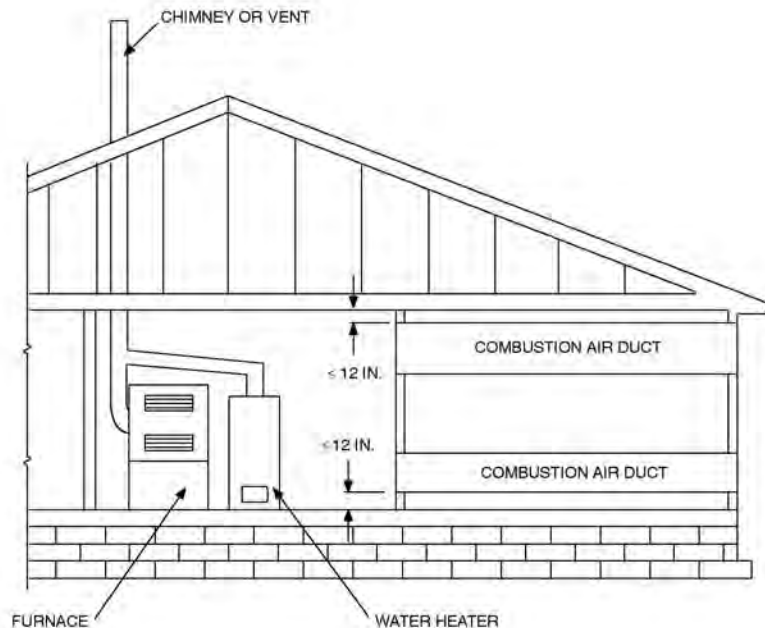 CHIMNEY OR VENT
COMBUSTION AIR DUCT
≤ 12 IN.
≤ 12 IN.
COMBUSTION AIR DUCT
FURNACE
WATER HEATER